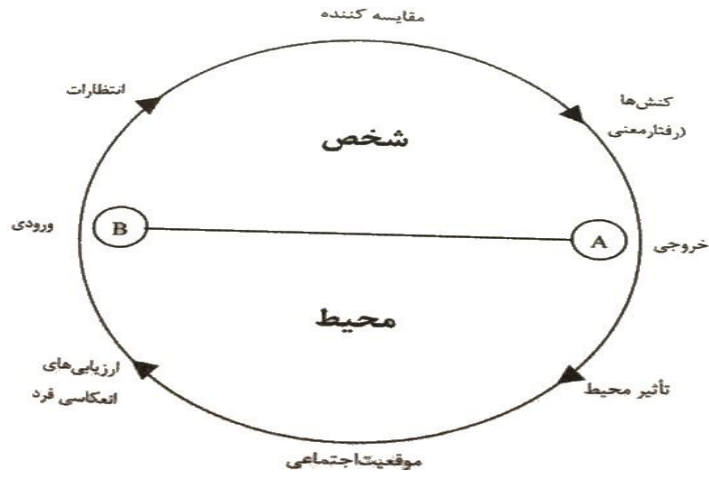 مقایسه کننده
انتظارات
کنش‌ها
(رفتارمعنی
شخص
ورودی
B
A
خروجی
محیط
ارزیابی‌های
انعکاسی فرد
تأثیر محیط
موقعیت‌اجتماعی